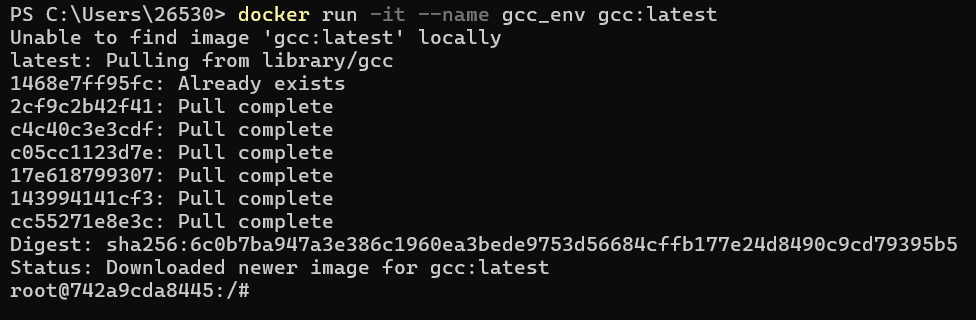 PS C:\Users\26530> docker run -it --name gcc_env gcc:latest
Unable to find image 'gcc:latest' locally
latest: Pulling from library/gcc
1468e7ff95fc: Already exists
2cf9c2b42f41: Pull complete
c4c40c3e3cdf: Pull complete
c05cc1123d7e: Pull complete
17e618799307: Pull complete
143994141cf3: Pull complete
cc55271e8e3c: Pull complete
Digest: sha256:6c0b7ba947a3e386c1960ea3bede9753d56684cffb177e24d8490c9cd79395b5
Status: Downloaded newer image for gcc:latest
root@742a9cda8445:/#